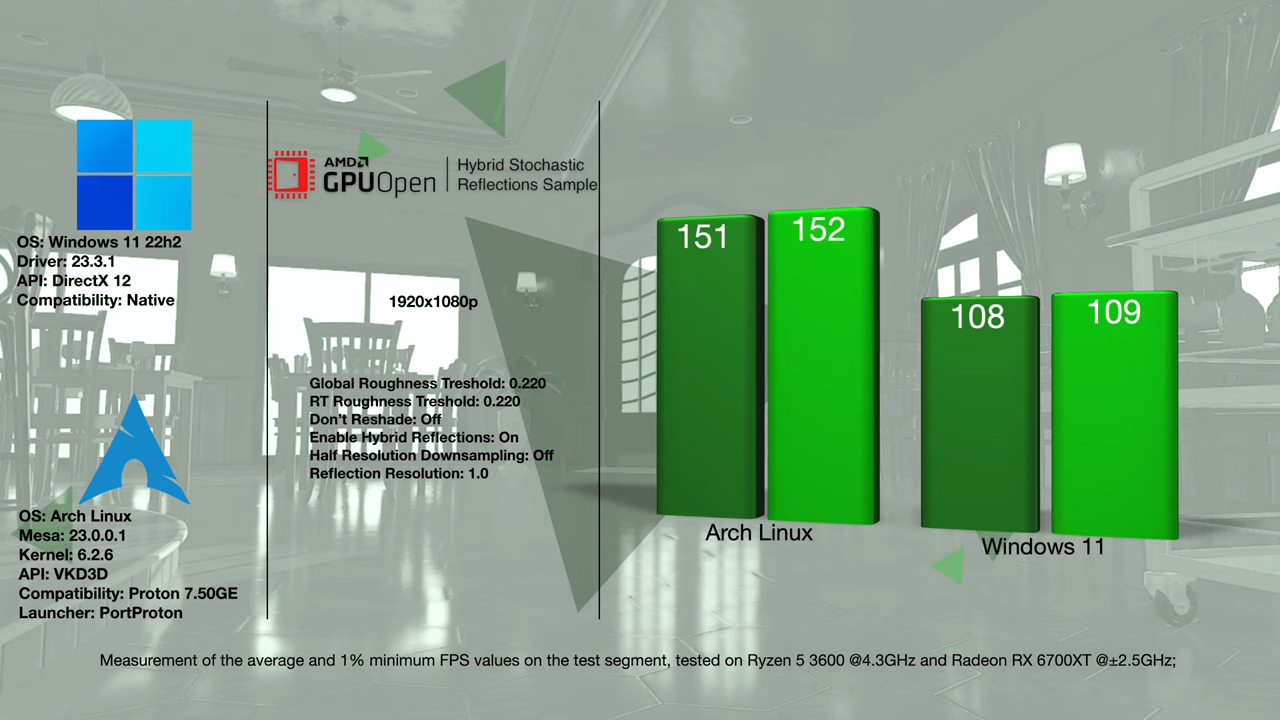 OS: Windows 11 22h2
Driver: 23.3.1
API: DirectX 12
Compatibility: Native
OS: Arch Linux
Mesa: 23.0.0.1
Kernel: 6.2.6
API: VKD3D
Compatibility: Proton 7.50GE
Launcher: PortProton
AMD
GPUOpen
Hybrid Stochastic
Reflections Sample
1920x1080p
Global Roughness Treshold: 0.220
RT Roughness Treshold: 0.220
Don't Reshade: Off
Enable Hybrid Reflections: On
Half Resolution Downsampling: Off
Reflection Resolution: 1.0
151
152
Arch Linux
108
109
Windows 11
Measurement of the average and 1% minimum FPS values on the test segment, tested on Ryzen 5 3600 @4.3GHz and Radeon RX 6700XT @±2.5GHz;